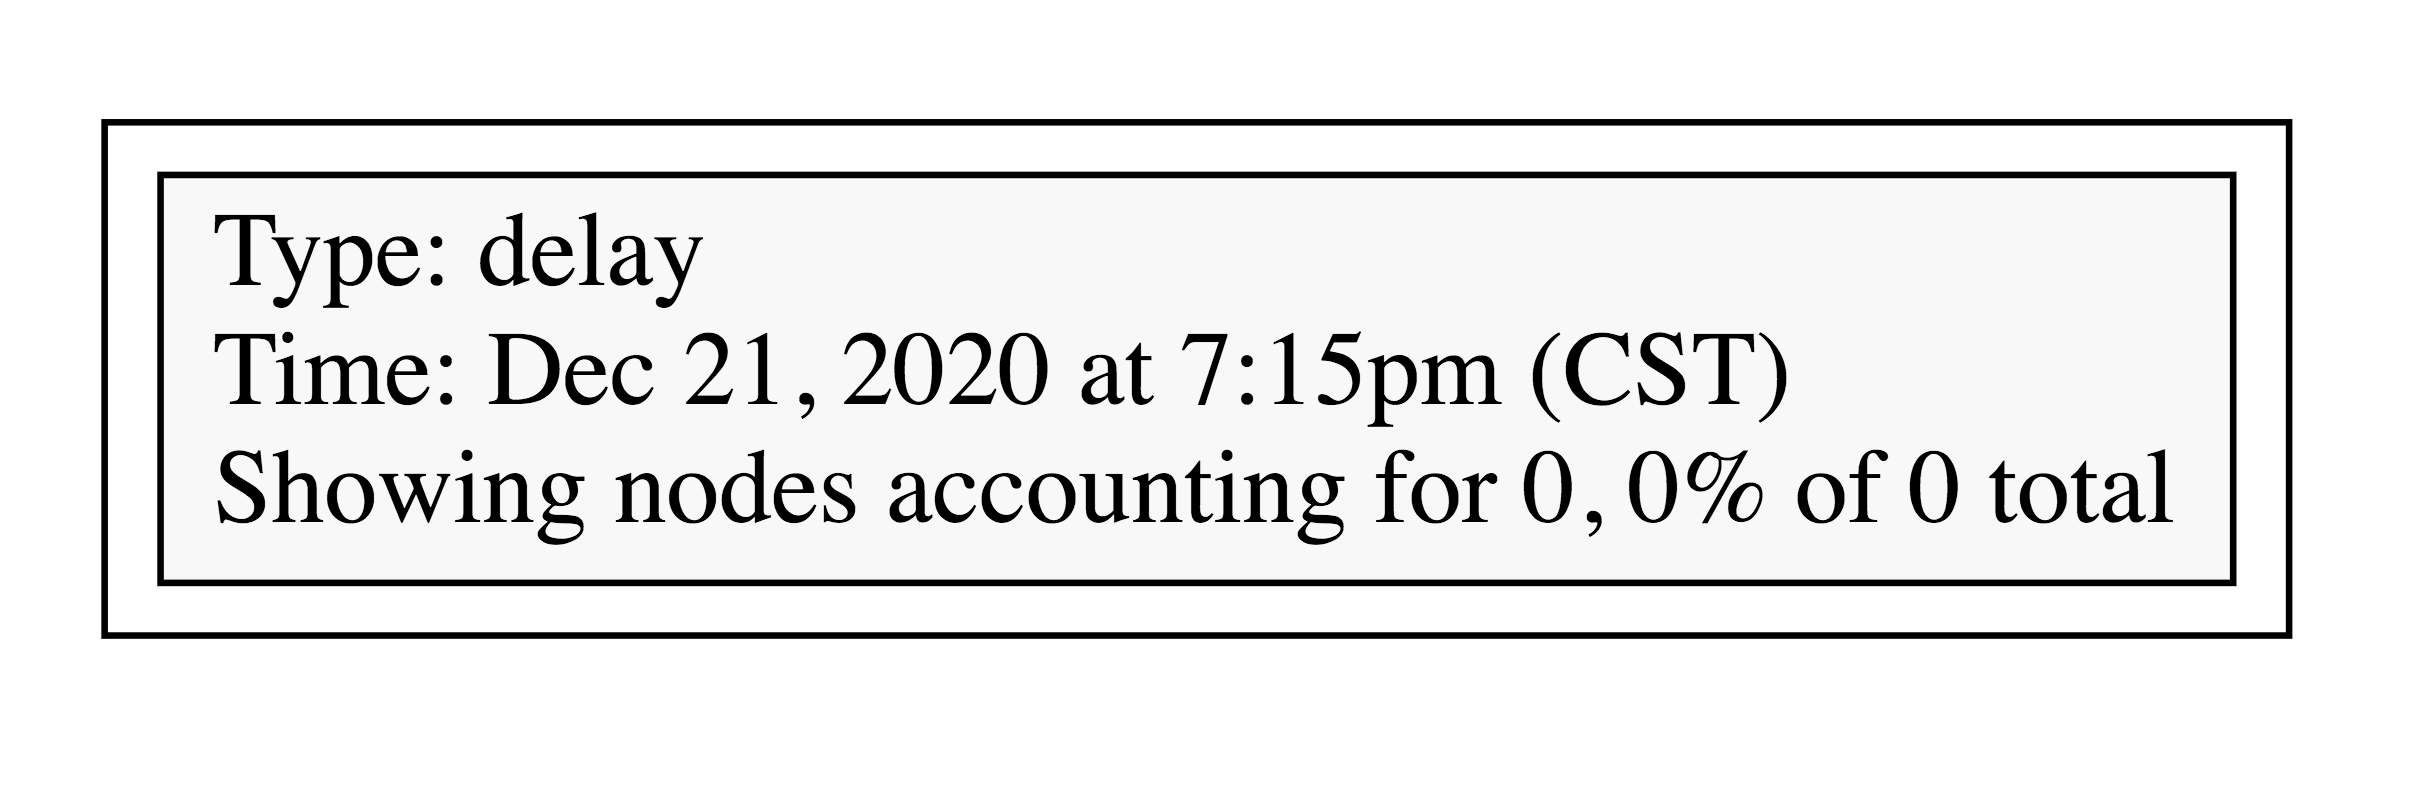 Type: delay
Time: Dec 21, 2020 at 7:15pm (CST)
Showing nodes accounting for 0, 0% of 0 total